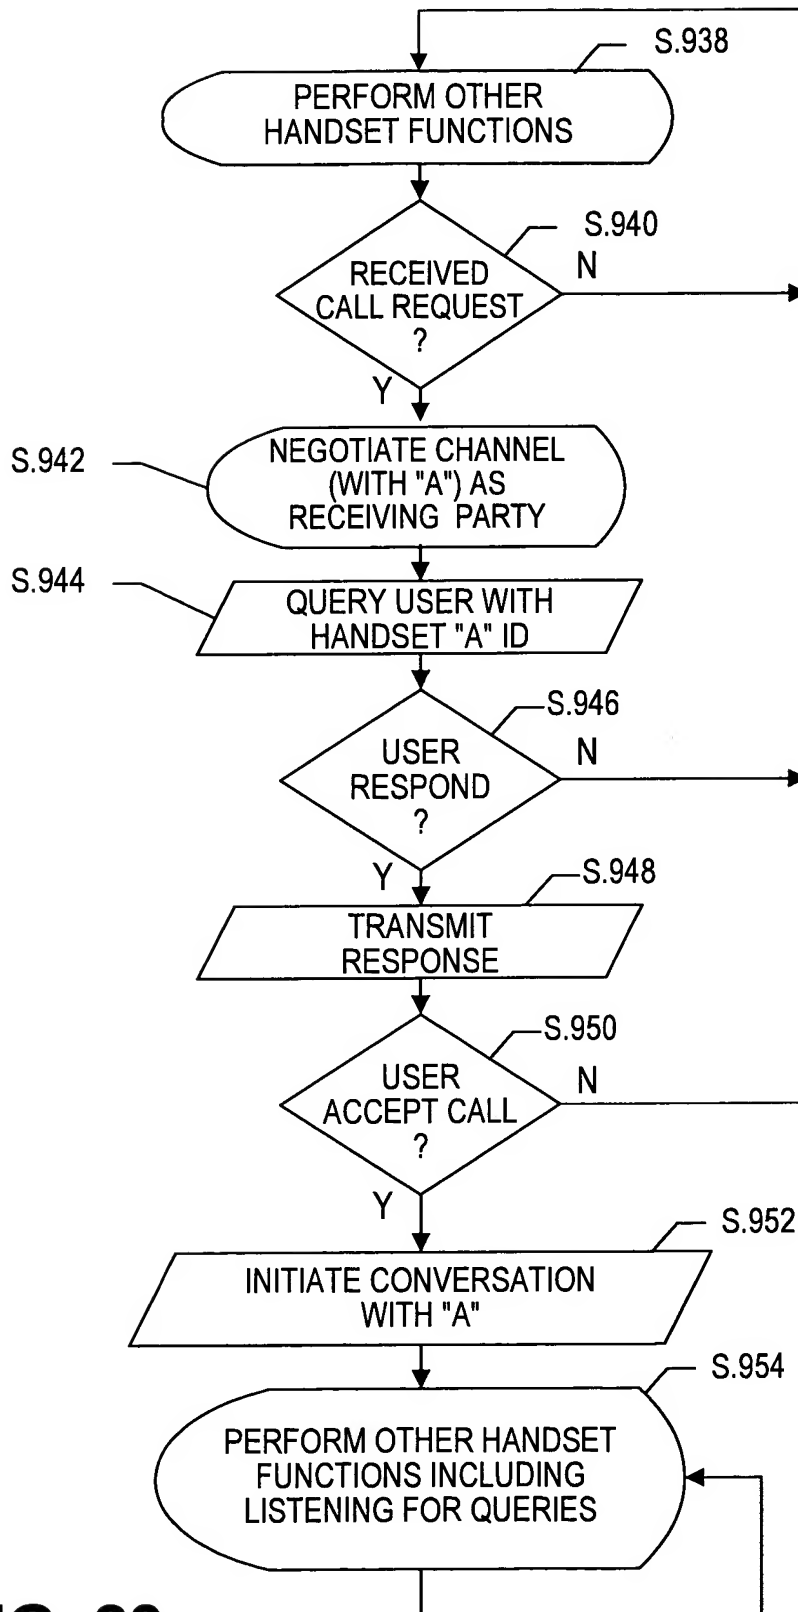 S.938
PERFORM OTHER
HANDSET FUNCTIONS
S.940
N
RECEIVED
CALL REQUEST
?
Y
S.942
NEGOTIATE CHANNEL
(WITH "A") AS
RECEIVING PARTY
S.944
QUERY USER WITH
HANDSET "A" ID
S.946
N
USER
RESPOND
?
Y
S.948
TRANSMIT
RESPONSE
S.950
N
USER
ACCEPT CALL
?
Y
S.952
INITIATE CONVERSATION
WITH "A"
S.954
PERFORM OTHER HANDSET
FUNCTIONS INCLUDING
LISTENING FOR QUERIES